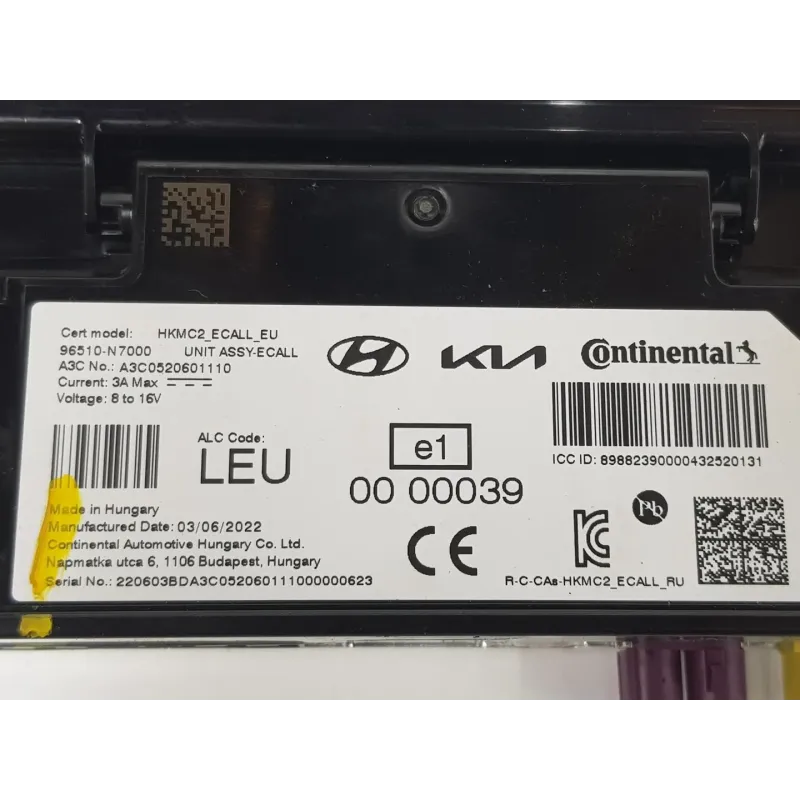 Cert model: HKMC2_ECALL_EU
96510-N7000 UNIT ASSY-ECALL
A3C No.: A3C0520601110
Current: 3A Max
Voltage: 8 to 16V
KIA
Continental
ICC ID: 89882390000432520131
ALC Code:
LEU
e1
00 00039
Made in Hungary
Manufactured Date: 03/06/2022
Continental Automotive Hungary Co. Ltd.
Napmatka utca 6, 1106 Budapest, Hungary
Serial No.: 220603BDA3C0520601110000000623
CE
Pb
R-C-CAs-HKMC2_ECALL_RU